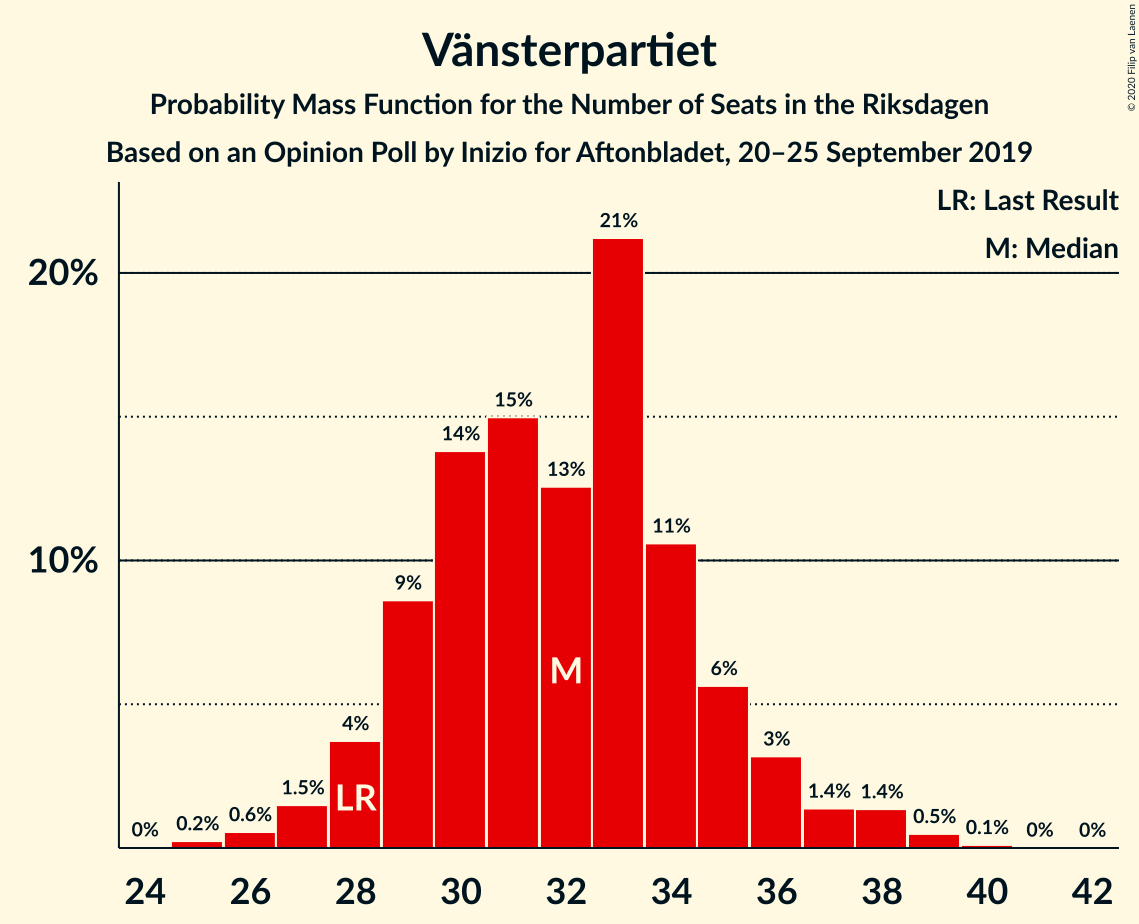 Vänsterpartiet
Probability Mass Function for the Number of Seats in the Riksdagen
Based on an Opinion Poll by Inizio for Aftonbladet, 20–25 September 2019
© 2020 Filip van Laenen
LR: Last Result
M: Median
20%
10%
0%
0.2%
0.6%
1.5%
4%
9%
14%
15%
13%
21%
11%
6%
3%
1.4%
1.4%
0.5%
0.1%
0%
0%
LR
M
24 26 28 30 32 34 36 38 40 42